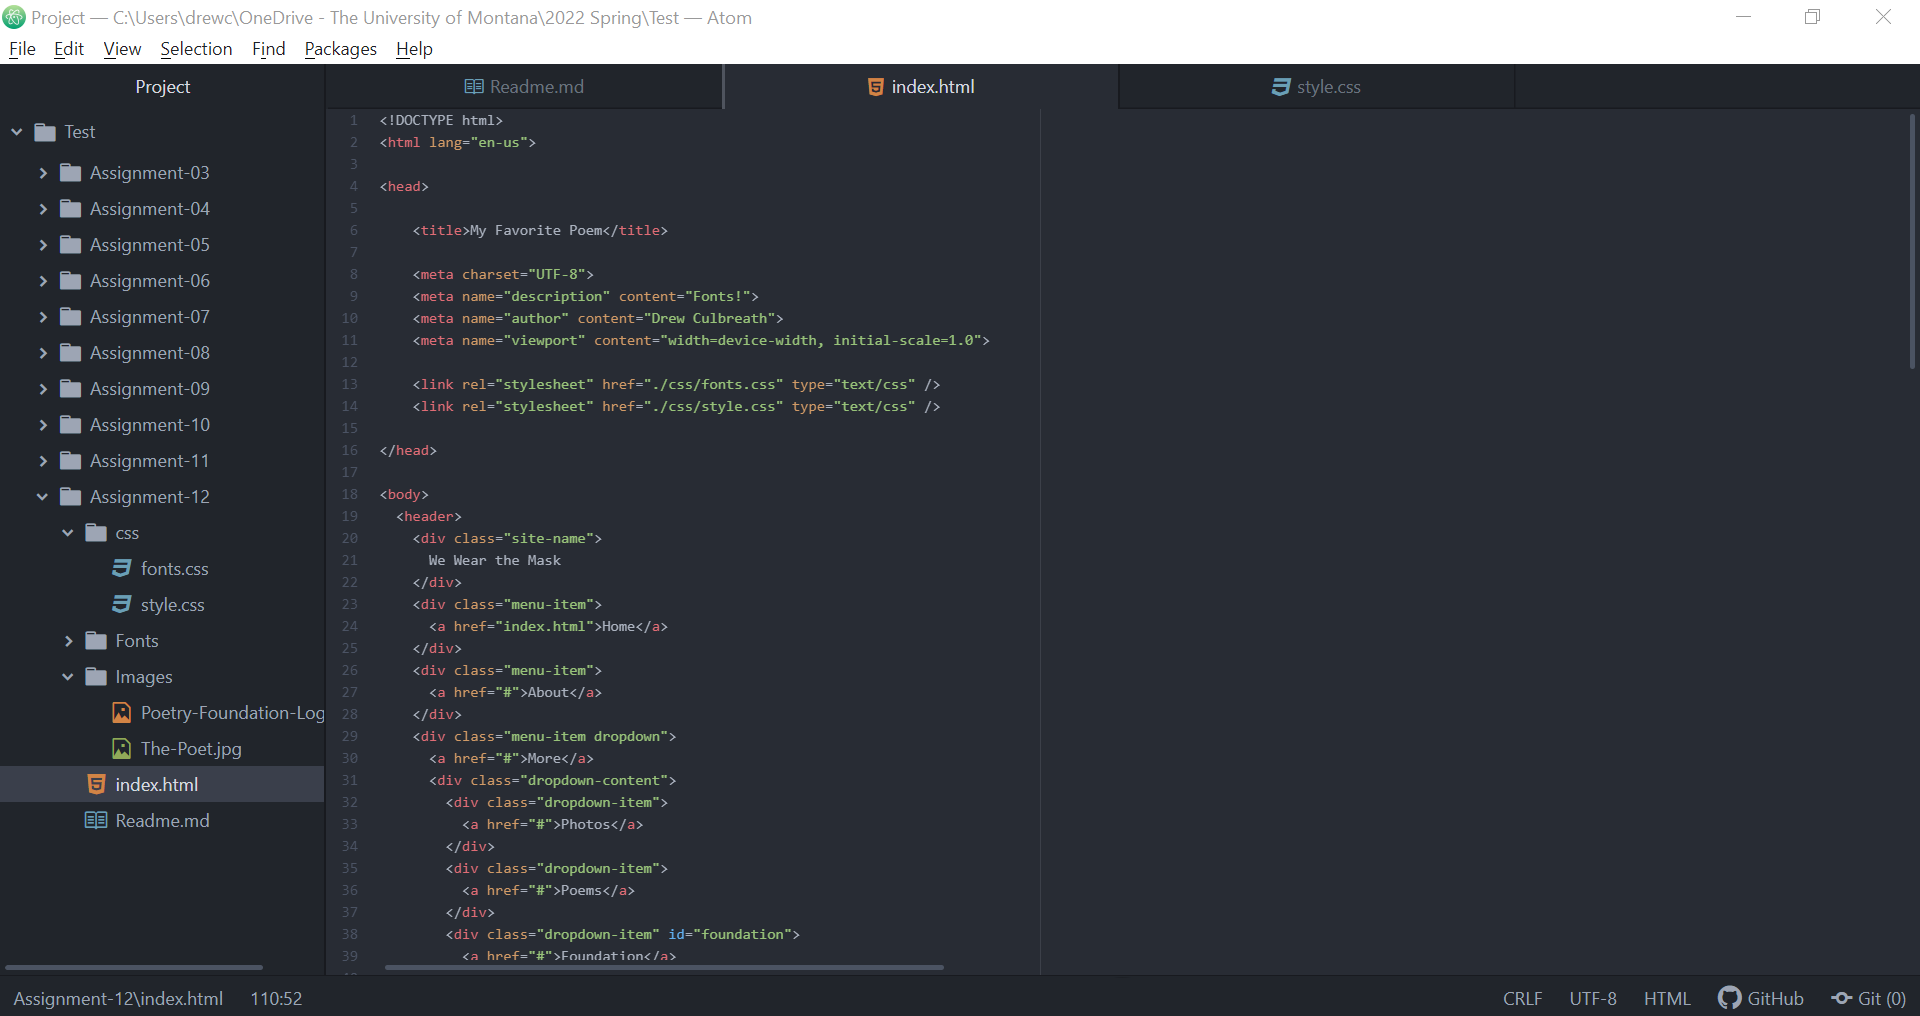 Project — C:\Users\drewc\OneDrive - The University of Montana\2022 Spring\Test — Atom
File Edit View Selection Find Packages Help
Project
Test
Assignment-03
Assignment-04
Assignment-05
Assignment-06
Assignment-07
Assignment-08
Assignment-09
Assignment-10
Assignment-11
Assignment-12
css
fonts.css
style.css
Fonts
Images
Poetry-Foundation-Log
The-Poet.jpg
index.html
Readme.md
Readme.md index.html style.css
1 <!DOCTYPE html>
2 <html lang="en-us">
3
4 <head>
5
6 <title>My Favorite Poem</title>
7
8 <meta charset="UTF-8">
9 <meta name="description" content="Fonts!">
10 <meta name="author" content="Drew Culbreath">
11 <meta name="viewport" content="width=device-width, initial-scale=1.0">
12
13 <link rel="stylesheet" href="./css/fonts.css" type="text/css" />
14 <link rel="stylesheet" href="./css/style.css" type="text/css" />
15
16 </head>
17
18 <body>
19 <header>
20 <div class="site-name">
21 We Wear the Mask
22 </div>
23 <div class="menu-item">
24 <a href="index.html">Home</a>
25 </div>
26 <div class="menu-item">
27 <a href="#">About</a>
28 </div>
29 <div class="menu-item dropdown">
30 <a href="#">More</a>
31 <div class="dropdown-content">
32 <div class="dropdown-item">
33 <a href="#">Photos</a>
34 </div>
35 <div class="dropdown-item">
36 <a href="#">Poems</a>
37 </div>
38 <div class="dropdown-item" id="foundation">
39 <a href="#">Foundation</a>
Assignment-12\index.html 110:52 CRLF UTF-8 HTML GitHub Git (0)